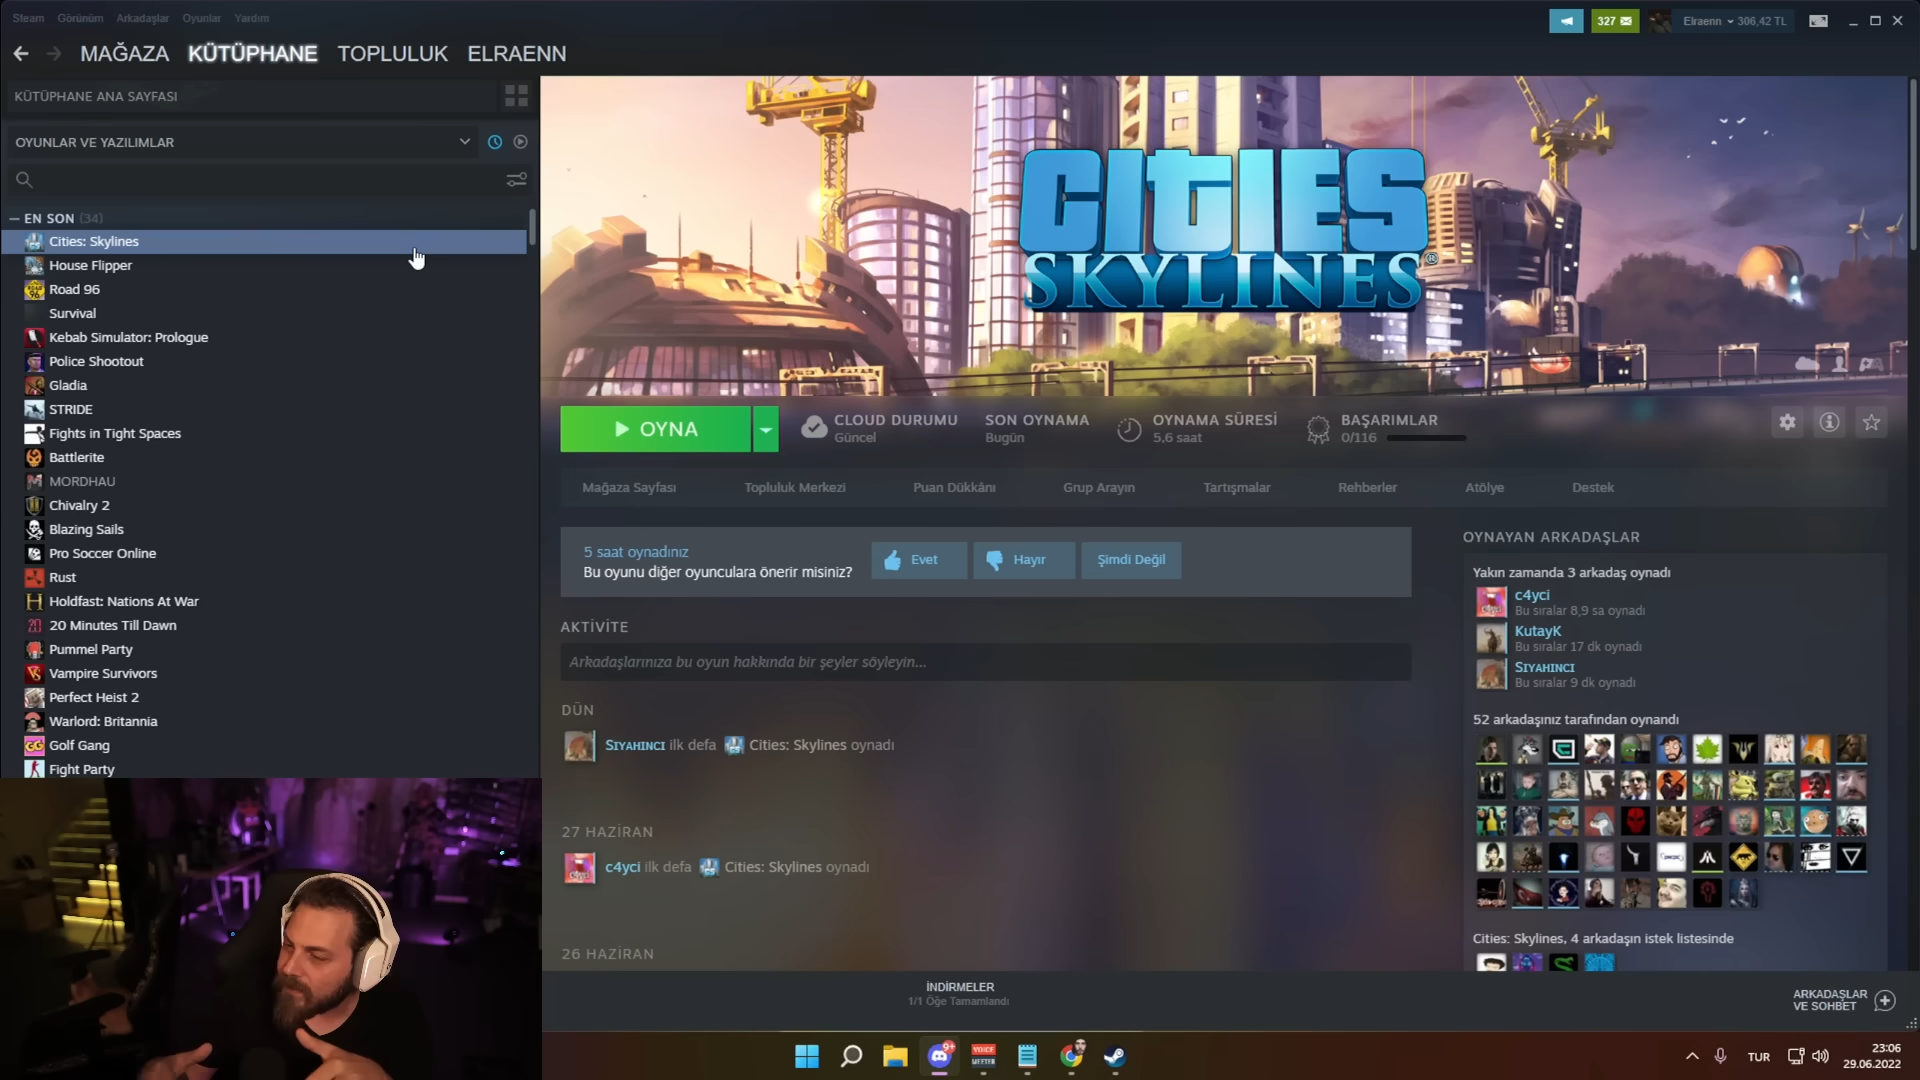 Steam Görünüm Arkadaşlar Oyunlar Yardım
327
Elraenn 306,42 TL
MAĞAZA KÜTÜPHANE TOPLULUK ELRAENN
KÜTÜPHANE ANA SAYFASI
OYUNLAR VE YAZILIMLAR
— EN SON (34)
Cities: Skylines
House Flipper
Road 96
Survival
Kebab Simulator: Prologue
Police Shootout
Gladia
STRIDE
Fights in Tight Spaces
Battlerite
MORDHAU
Chivalry 2
Blazing Sails
Pro Soccer Online
Rust
Holdfast: Nations At War
20 Minutes Till Dawn
Pummel Party
Vampire Survivors
Perfect Heist 2
Warlord: Britannia
Golf Gang
Fight Party
CITIES
SKYLINES®
OYNA
CLOUD DURUMU
Güncel
SON OYNAMA
Bugün
OYNAMA SÜRESİ
5,6 saat
BAŞARIMLAR
0/116
Mağaza Sayfası Topluluk Merkezi Puan Dükkânı Grup Arayın Tartışmalar Rehberler Atölye Destek
5 saat oynadınız
Bu oyunu diğer oyunculara önerir misiniz?
Evet
Hayır
Şimdi Değil
AKTİVİTE
Arkadaşlarınıza bu oyun hakkında bir şeyler söyleyin...
DÜN
SIYAHINCI ilk defa Cities: Skylines oynadı
27 HAZİRAN
c4yci ilk defa Cities: Skylines oynadı
26 HAZİRAN
OYNAYAN ARKADAŞLAR
Yakın zamanda 3 arkadaş oynadı
c4yci
Bu sıralar 8,9 sa oynadı
KutayK
Bu sıralar 17 dk oynadı
SIYAHINCI
Bu sıralar 9 dk oynadı
52 arkadaşınız tarafından oynandı
Cities: Skylines, 4 arkadaşın istek listesinde
İNDİRMELER
1/1 Öğe Tamamlandı
ARKADAŞLAR
VE SOHBET
9+
VOICE
MEETER
TUR
23:06
29.06.2022